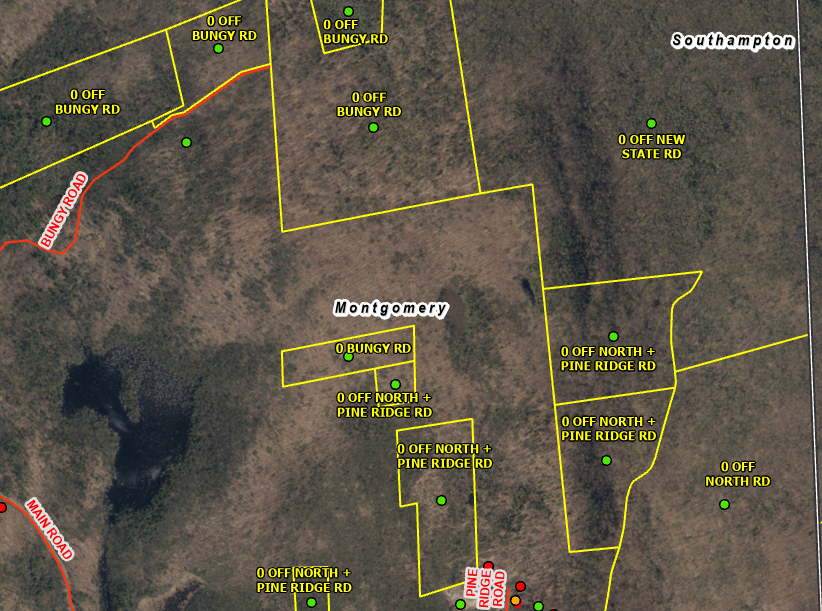 0 OFF
BUNGY RD
0 OFF
BUNGY RD
Southampton
0 OFF
BUNGY RD
0 OFF
BUNGY RD
0 OFF NEW
STATE RD
BUNGY ROAD
Montgomery
0 BUNGY RD
0 OFF NORTH +
PINE RIDGE RD
0 OFF NORTH +
PINE RIDGE RD
0 OFF NORTH +
PINE RIDGE RD
0 OFF NORTH +
PINE RIDGE RD
0 OFF
NORTH RD
MAIN ROAD
0 OFF NORTH +
PINE RIDGE RD
PINE
RIDGE
ROAD